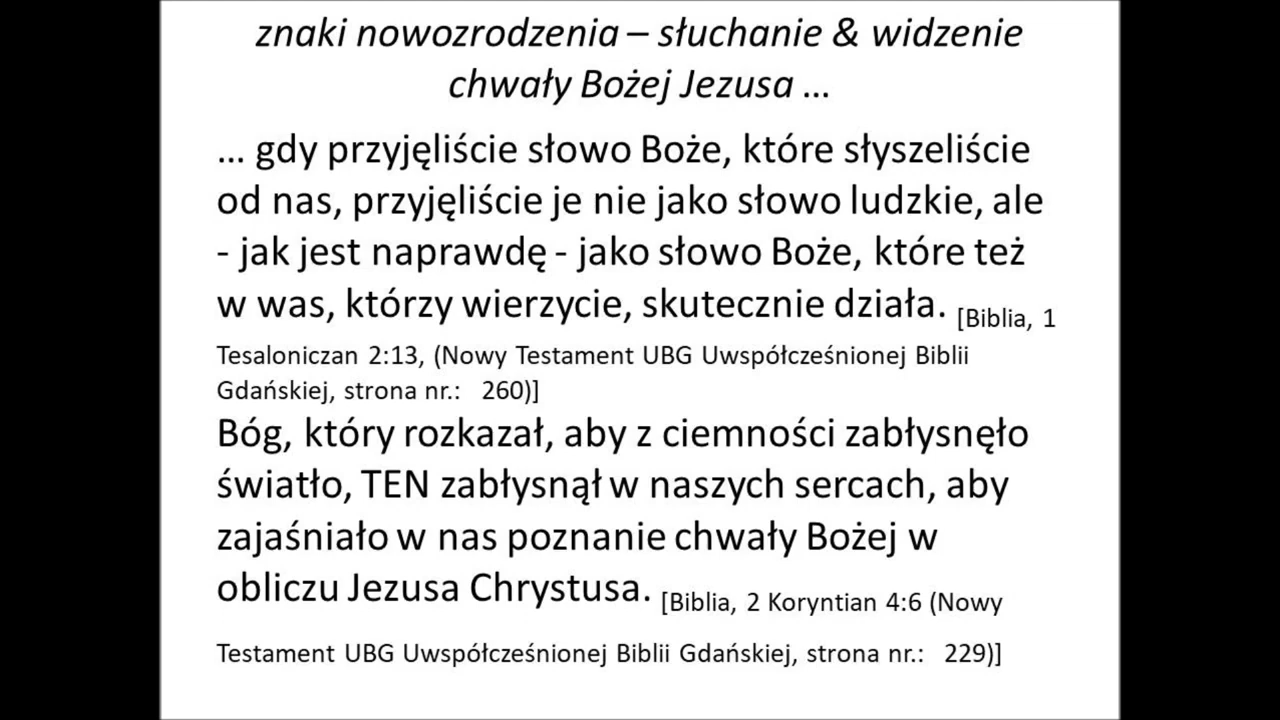 znaki nowozrodzenia – słuchanie & widzenie
chwały Bożej Jezusa ...
... gdy przyjęliście słowo Boże, które słyszeliście
od nas, przyjęliście je nie jako słowo ludzkie, ale
- jak jest naprawdę - jako słowo Boże, które też
w was, którzy wierzycie, skutecznie działa. [Biblia, 1
Tesaloniczan 2:13, (Nowy Testament UBG Uwspółcześnionej Biblii
Gdańskiej, strona nr.: 260)]
Bóg, który rozkazał, aby z ciemności zabłysnęło
światło, TEN zabłysnął w naszych sercach, aby
zajaśniało w nas poznanie chwały Bożej w
obliczu Jezusa Chrystusa. [Biblia, 2 Koryntian 4:6 (Nowy
Testament UBG Uwspółcześnionej Biblii Gdańskiej, strona nr.: 229)]